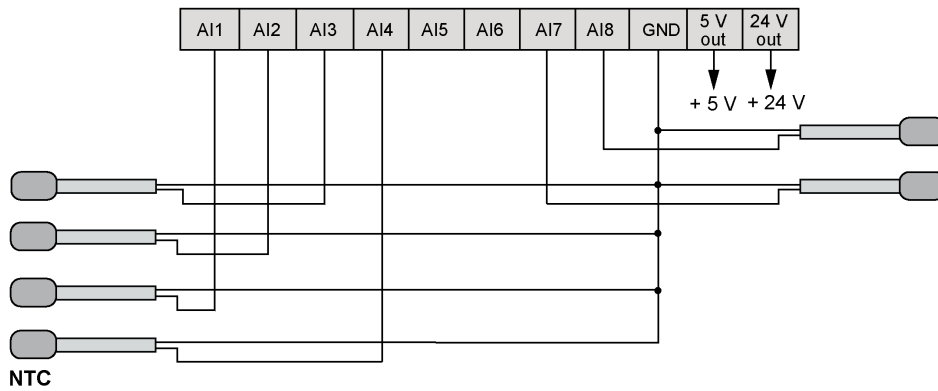 AI1 AI2 AI3 AI4 AI5 AI6 AI7 AI8 GND 5 V out 24 V out
+ 5 V + 24 V
NTC